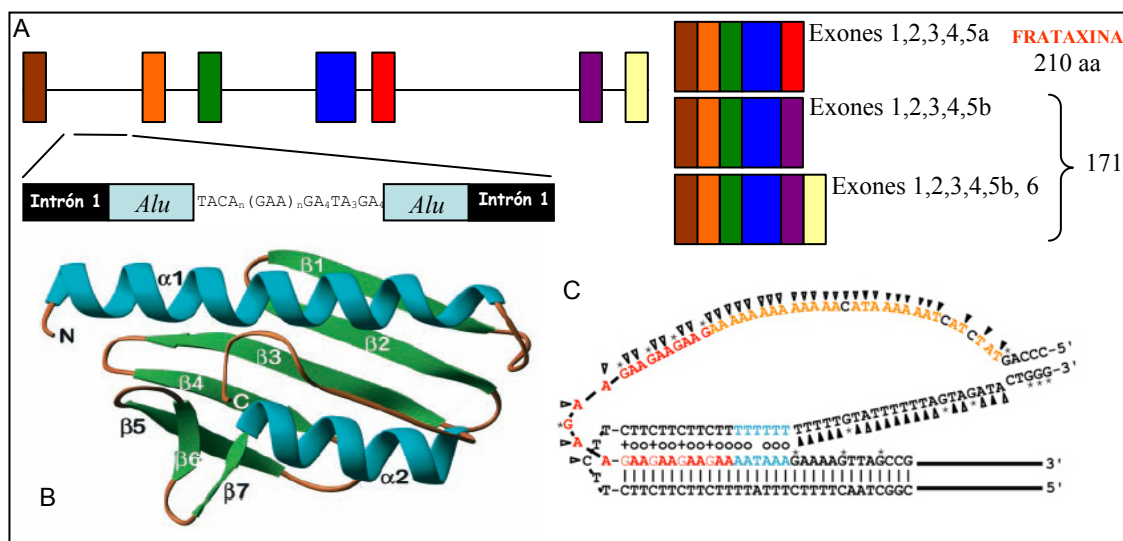 A
Exones 1,2,3,4,5a
FRATAXINA
210 aa
Exones 1,2,3,4,5b
171
Exones 1,2,3,4,5b, 6
Intrón 1
Alu
TACAₙ(GAA)ₙGA₄TA₃GA₄
Alu
Intrón 1
B
α1
N
β1
β2
β3
β4
C
β5
β6
β7
α2
C
GACCC-5'
CTGGG-3'
T-CTTCTTCTTCTTTTTTTT
+oo+oo+oo+oooo ooo
A-GAAGAAGAAGAAAATAAAGAAAAGTTAGCCG
3'
T-CTTCTTCTTCTTTTATTTCTTTTCAATCGGC
5'